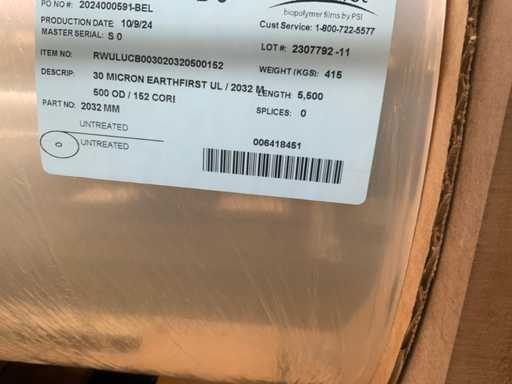 PO NO #: 2024000591-BEL
PRODUCTION DATE: 10/9/24
MASTER SERIAL: S 0
biopolymer films by PSI
Cust Service: 1-800-722-5577
LOT #: 2307792 -11
ITEM NO: RWULUCB003020320500152
WEIGHT (KGS): 415
DESCRIP: 30 MICRON EARTHFIRST UL / 2032 M
LENGTH: 5,500
500 OD / 152 CORE
SPLICES: 0
PART NO: 2032 MM
UNTREATED
O UNTREATED
006418451